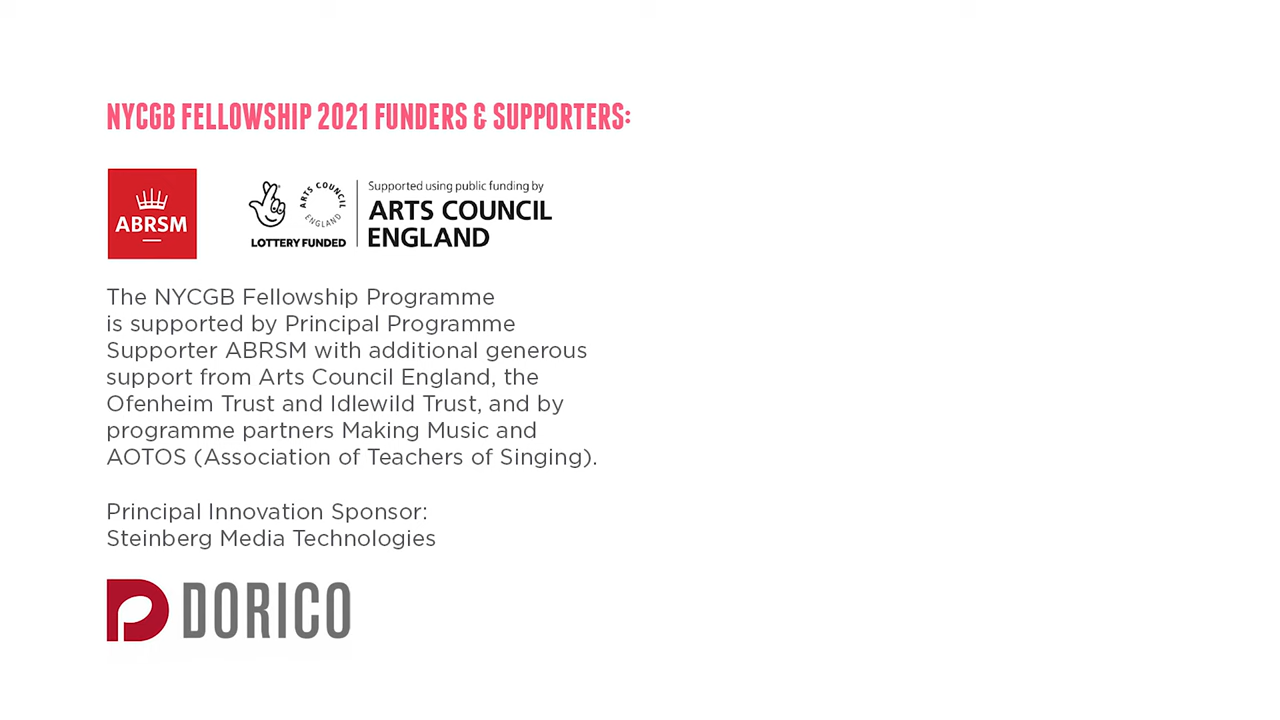 NYCGB FELLOWSHIP 2021 FUNDERS & SUPPORTERS:
ABRSM
ARTS COUNCIL ENGLAND
LOTTERY FUNDED
Supported using public funding by
ARTS COUNCIL
ENGLAND
The NYCGB Fellowship Programme
is supported by Principal Programme
Supporter ABRSM with additional generous
support from Arts Council England, the
Ofenheim Trust and Idlewild Trust, and by
programme partners Making Music and
AOTOS (Association of Teachers of Singing).
Principal Innovation Sponsor:
Steinberg Media Technologies
DORICO